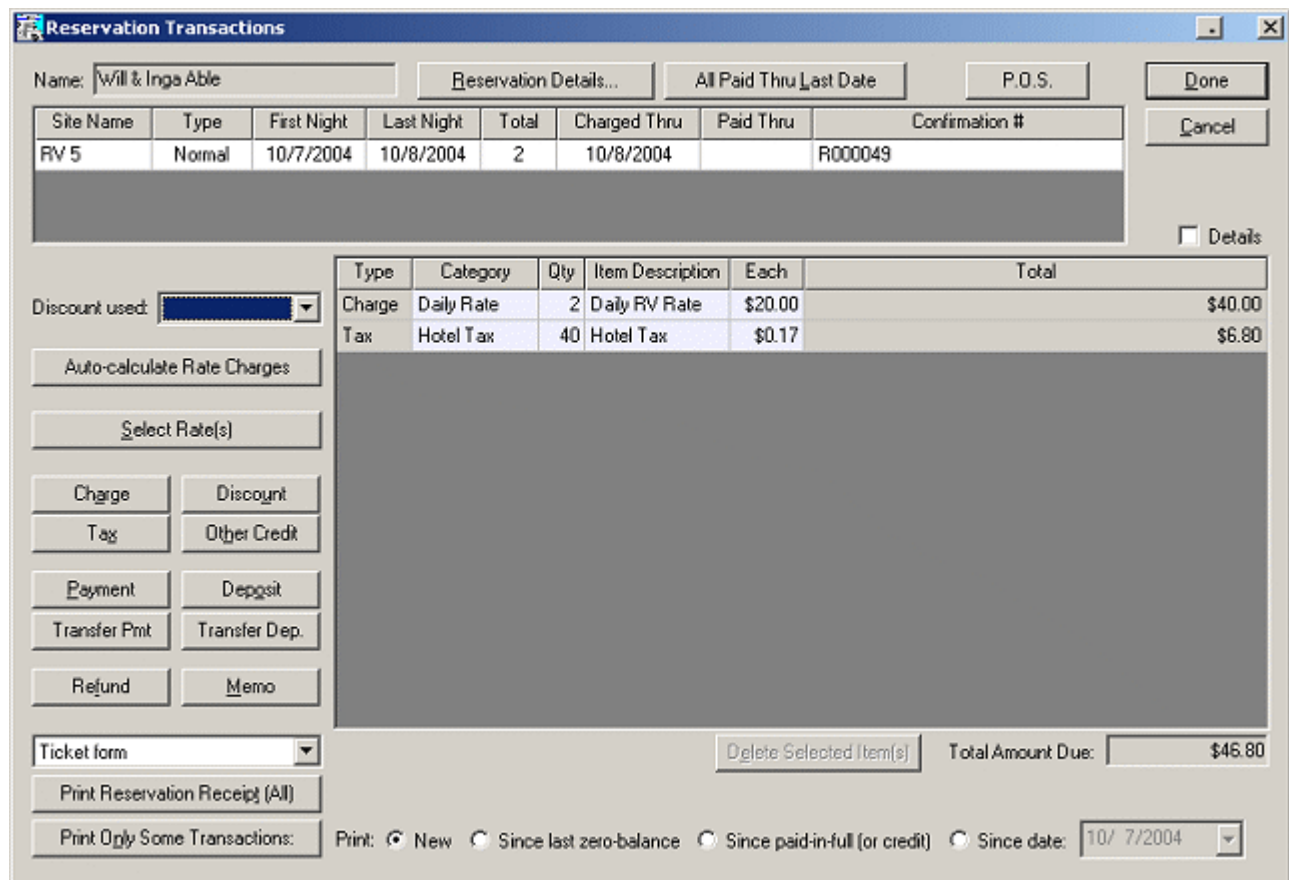 Reservation Transactions
Name: Will & Inga Able Reservation Details... All Paid Thru Last Date P.O.S. Done
Cancel
Site Name Type First Night Last Night Total Charged Thru Paid Thru Confirmation #
RV 5 Normal 10/7/2004 10/8/2004 2 10/8/2004 R000049
Details
Type Category Qty Item Description Each Total
Charge Daily Rate 2 Daily RV Rate $20.00 $40.00
Tax Hotel Tax 40 Hotel Tax $0.17 $6.80
Discount used:
Auto-calculate Rate Charges
Select Rate(s)
Charge Discount
Tax Other Credit
Payment Deposit
Transfer Pmt Transfer Dep.
Refund Memo
Ticket form
Delete Selected Item(s) Total Amount Due: $46.80
Print Reservation Receipt (All)
Print Only Some Transactions: Print: New Since last zero-balance Since paid-in-full (or credit) Since date: 10/ 7/2004